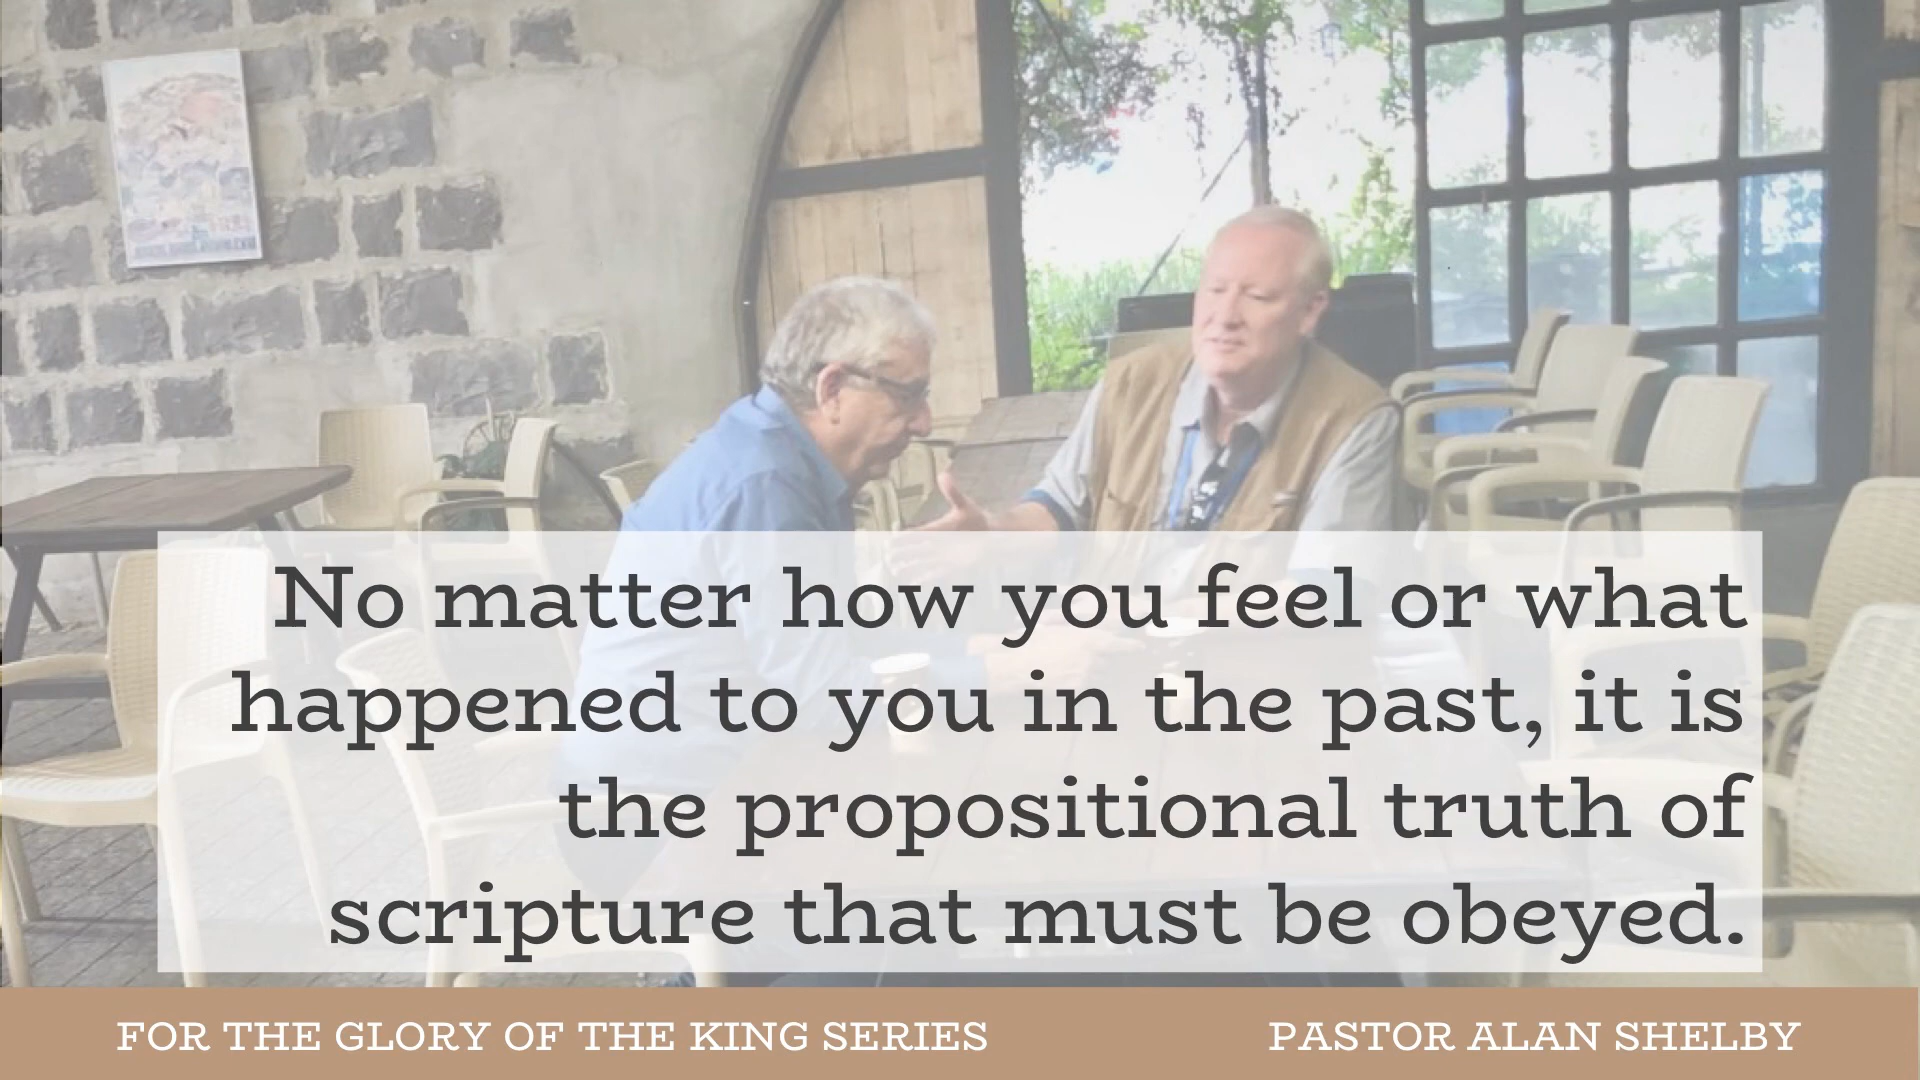 No matter how you feel or what
happened to you in the past, it is
the propositional truth of
scripture that must be obeyed.
FOR THE GLORY OF THE KING SERIES
PASTOR ALAN SHELBY